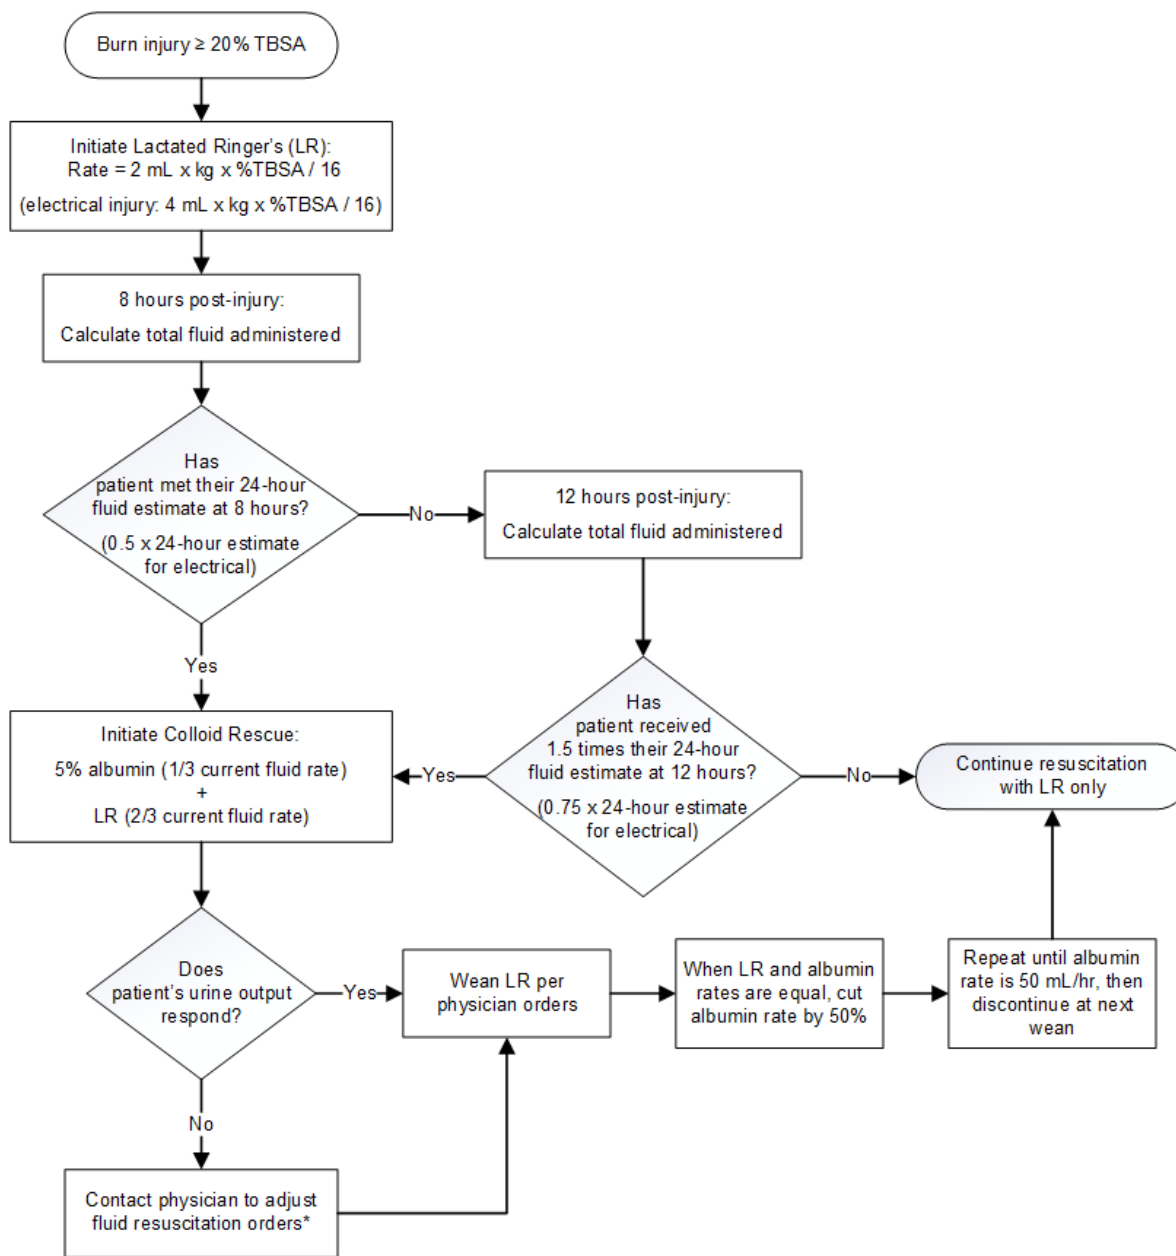 Burn injury ≥ 20% TBSA
Initiate Lactated Ringer's (LR):
Rate = 2 mL x kg x %TBSA / 16
(electrical injury: 4 mL x kg x %TBSA / 16)
8 hours post-injury:
Calculate total fluid administered
Has
patient met their 24-hour
fluid estimate at 8 hours?
(0.5 x 24-hour estimate
for electrical)
No
12 hours post-injury:
Calculate total fluid administered
Yes
Has
patient received
1.5 times their 24-hour
fluid estimate at 12 hours?
(0.75 x 24-hour estimate
for electrical)
Yes
No
Continue resuscitation
with LR only
Initiate Colloid Rescue:
5% albumin (1/3 current fluid rate)
+
LR (2/3 current fluid rate)
Does
patient's urine output
respond?
Yes
Wean LR per
physician orders
When LR and albumin
rates are equal, cut
albumin rate by 50%
Repeat until albumin
rate is 50 mL/hr, then
discontinue at next
wean
No
Contact physician to adjust
fluid resuscitation orders*